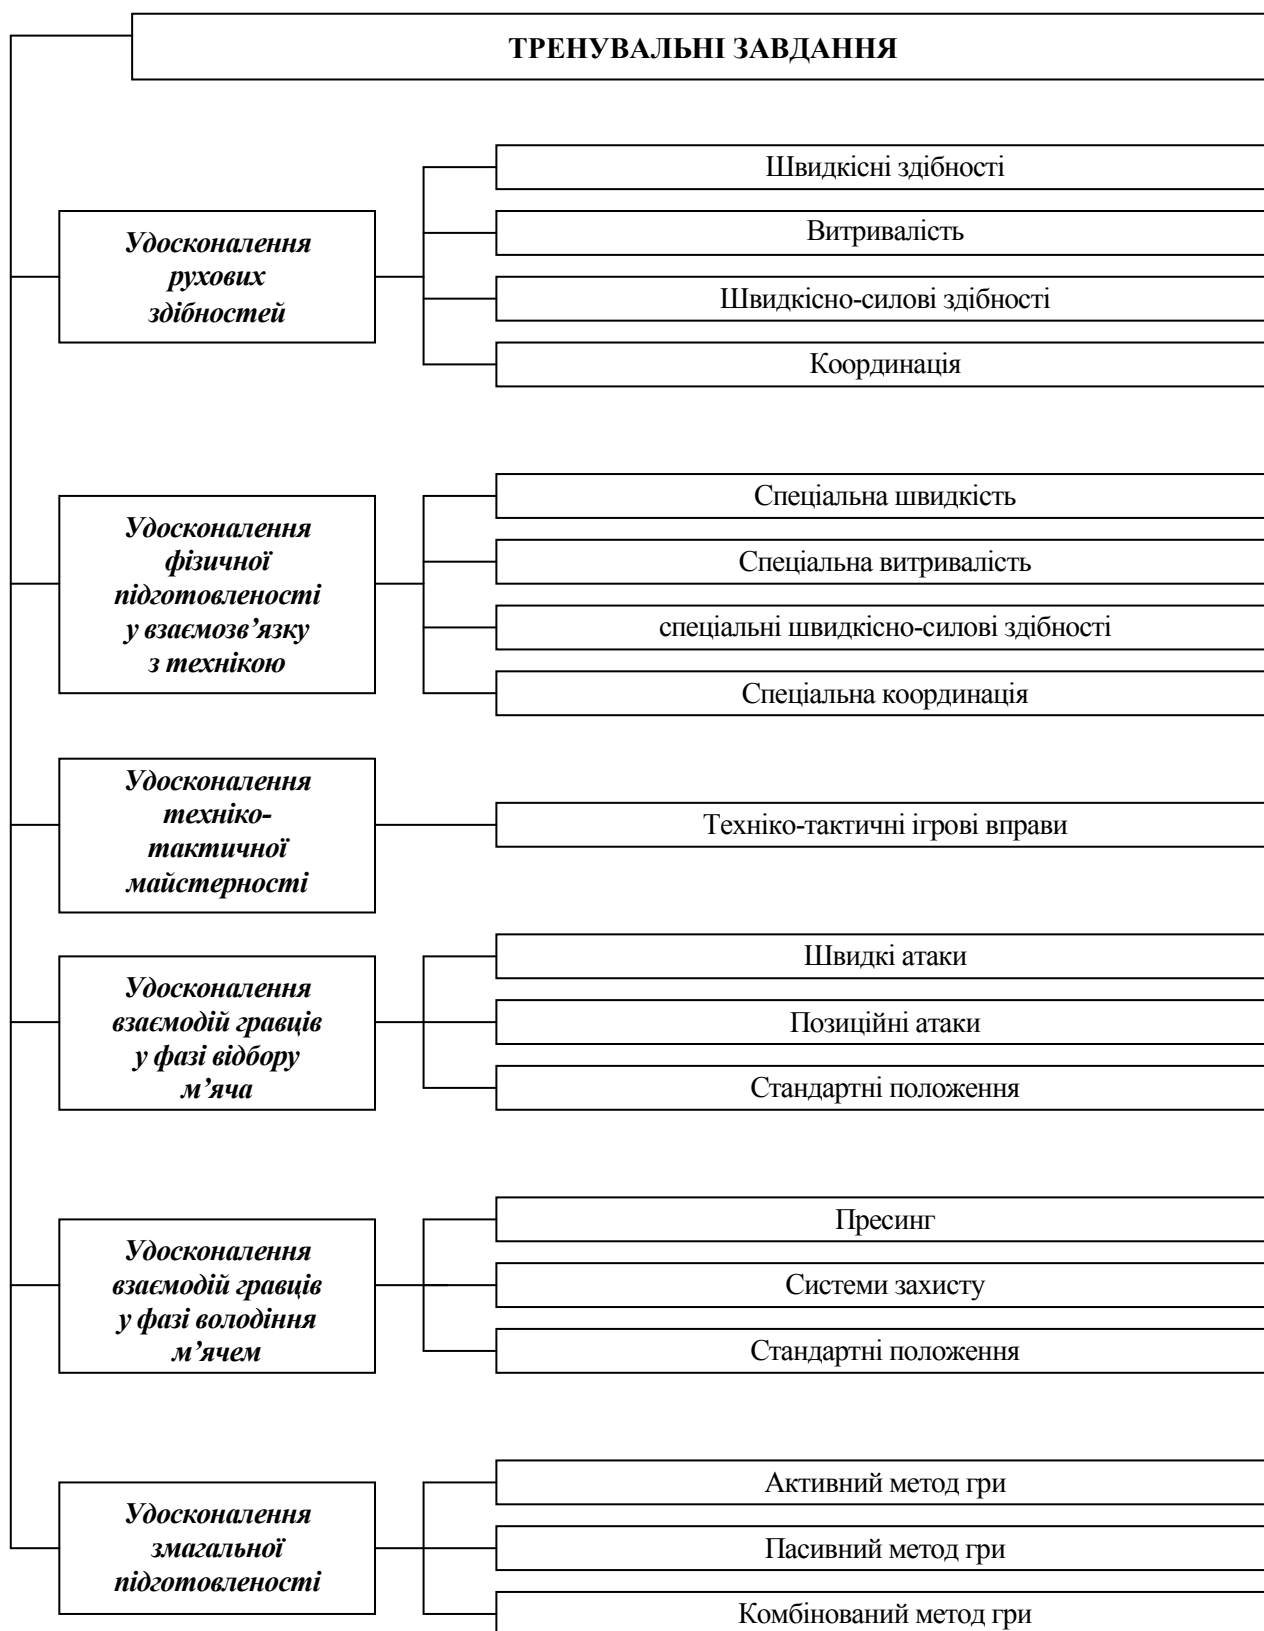 ТРЕНУВАЛЬНІ ЗАВДАННЯ
Удосконалення
рухових
здібностей
Швидкісні здібності
Витривалість
Швидкісно-силові здібності
Координація
Удосконалення
фізичної
підготовленості
у взаємозв’язку
з технікою
Спеціальна швидкість
Спеціальна витривалість
спеціальні швидкісно-силові здібності
Спеціальна координація
Удосконалення
техніко-
тактичної
майстерності
Техніко-тактичні ігрові вправи
Удосконалення
взаємодій гравців
у фазі відбору
м’яча
Швидкі атаки
Позиційні атаки
Стандартні положення
Удосконалення
взаємодій гравців
у фазі володіння
м’ячем
Пресинг
Системи захисту
Стандартні положення
Удосконалення
змагальної
підготовленості
Активний метод гри
Пасивний метод гри
Комбінований метод гри